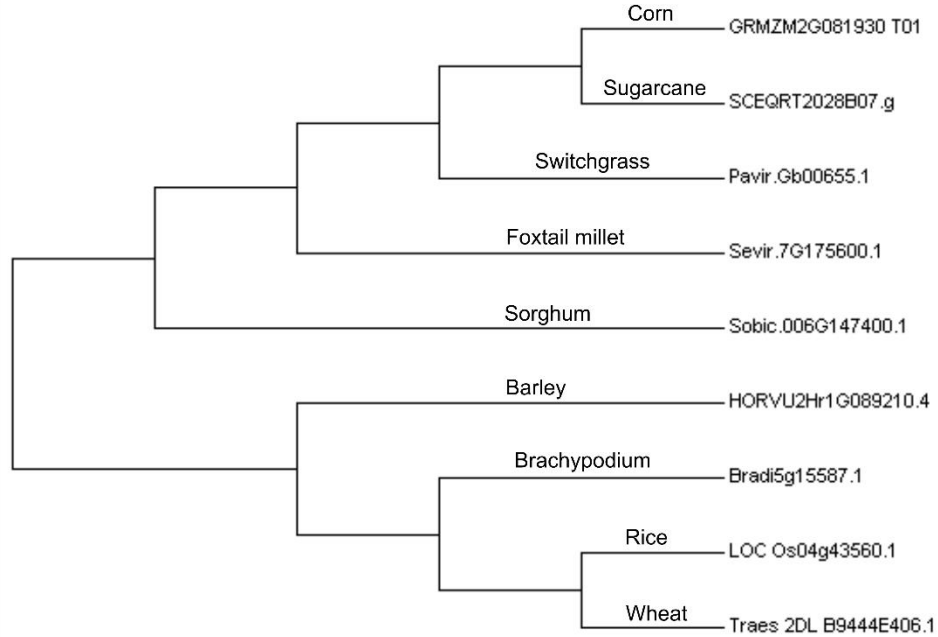 Corn
GRMZM2G081930 T01
Sugarcane
SCEQRT2028B07.g
Switchgrass
Pavir.Gb00655.1
Foxtail millet
Sevir.7G175600.1
Sorghum
Sobic.006G147400.1
Barley
HORVU2Hr1G089210.4
Brachypodium
Bradi5g15587.1
Rice
LOC Os04g43560.1
Wheat
Traes 2DL B9444E406.1